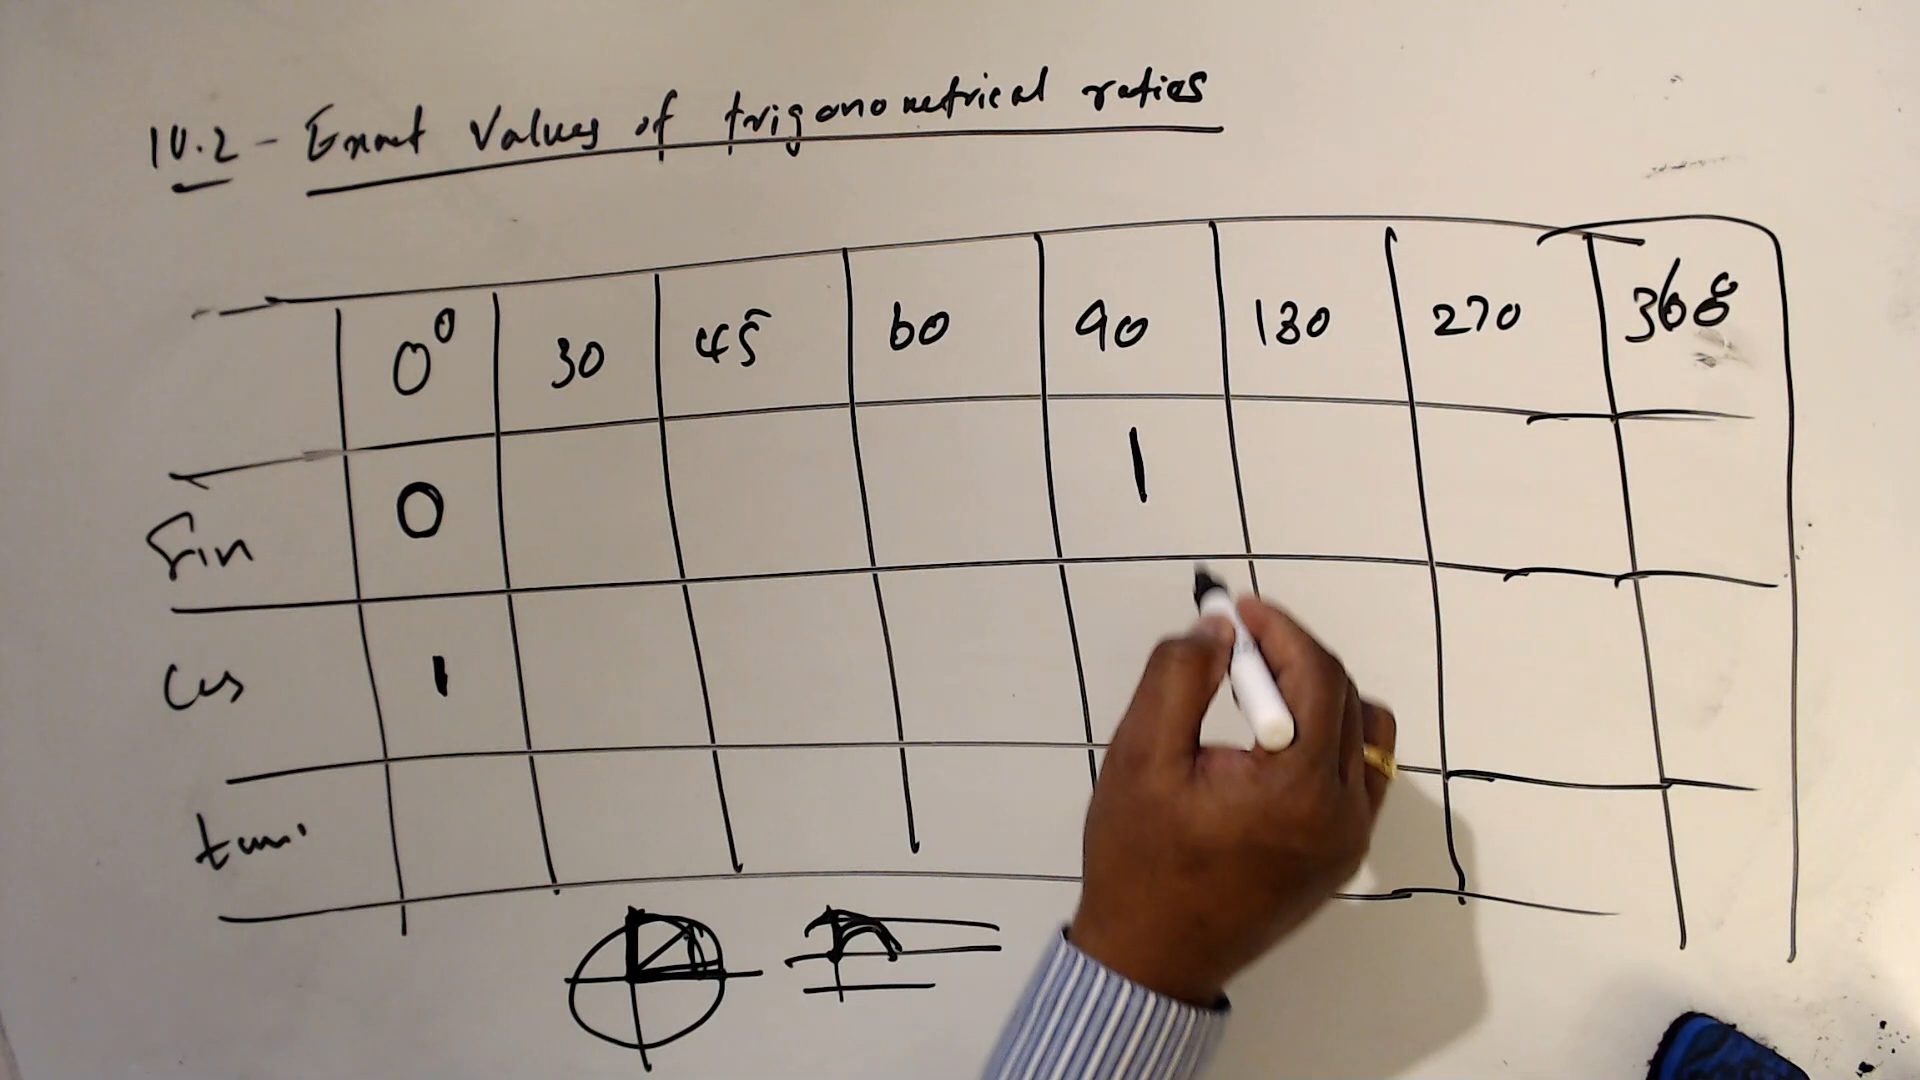 10.2 - Exact Values of trigonometrical ratios
0° 30 45 60 90 180 270 360
Sin 0 1
Cos 1
tan